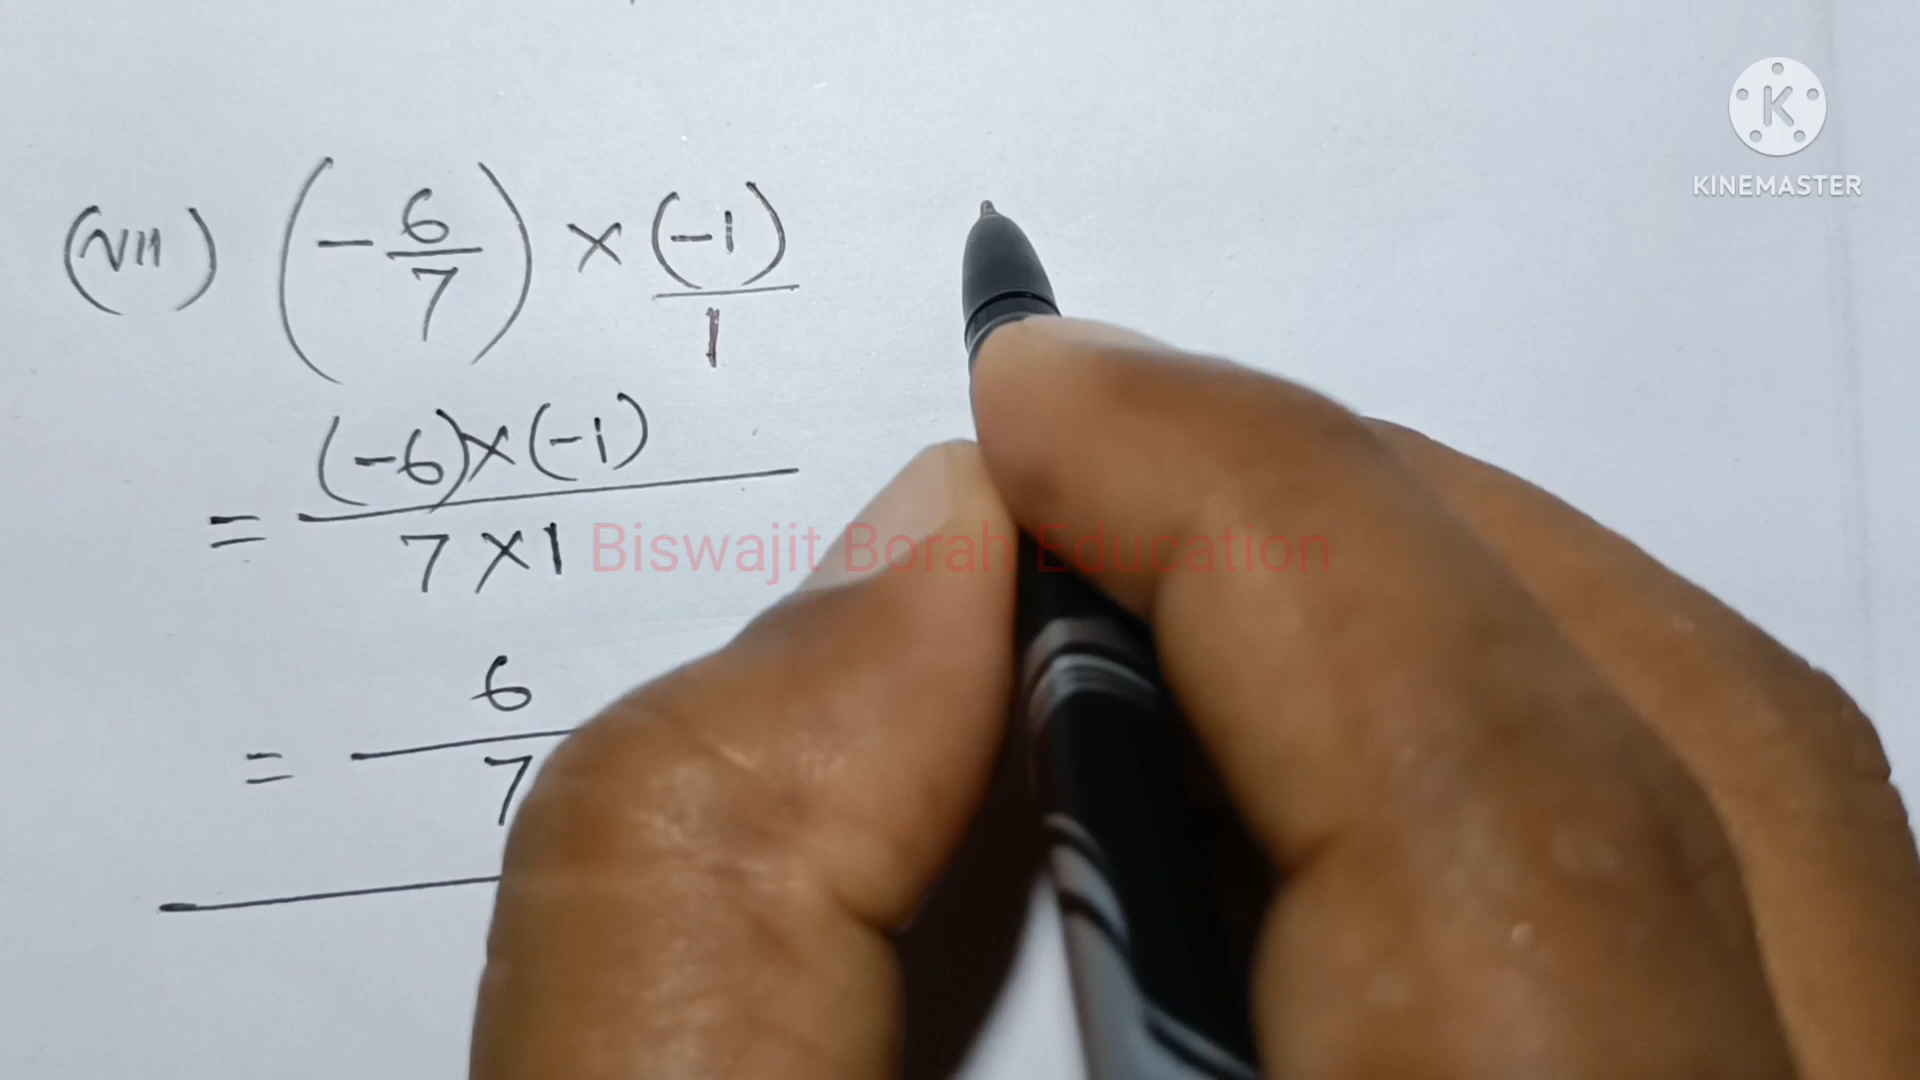 (VII) (-6/7) × (-1)/1
= (-6)×(-1)/7×1
= 6/7
Biswajit Borah Education
KINEMASTER